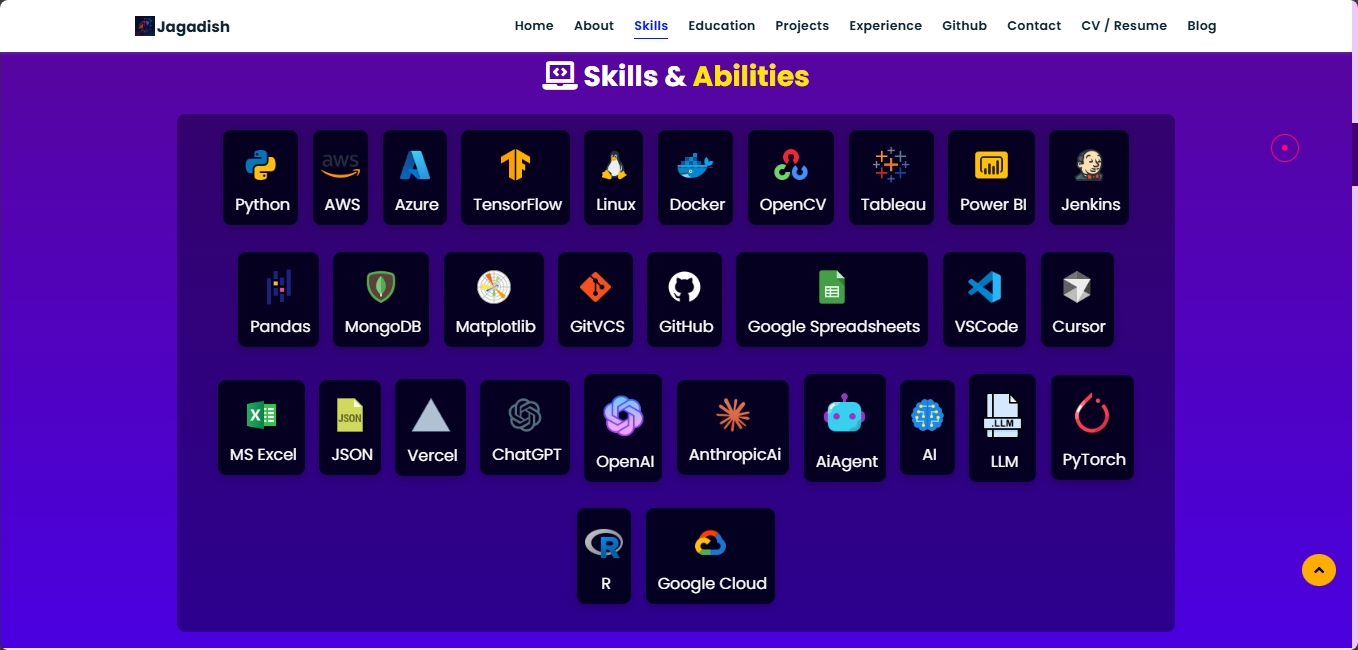 Jagadish Home About Skills Education Projects Experience Github Contact CV / Resume Blog
Skills & Abilities
aws
Python AWS Azure TensorFlow Linux Docker OpenCV Tableau Power BI Jenkins
Pandas MongoDB Matplotlib GitVCS GitHub Google Spreadsheets VSCode Cursor
X JSON .LLM
MS Excel JSON Vercel ChatGPT OpenAI AnthropicAi AiAgent AI LLM PyTorch
R
R Google Cloud